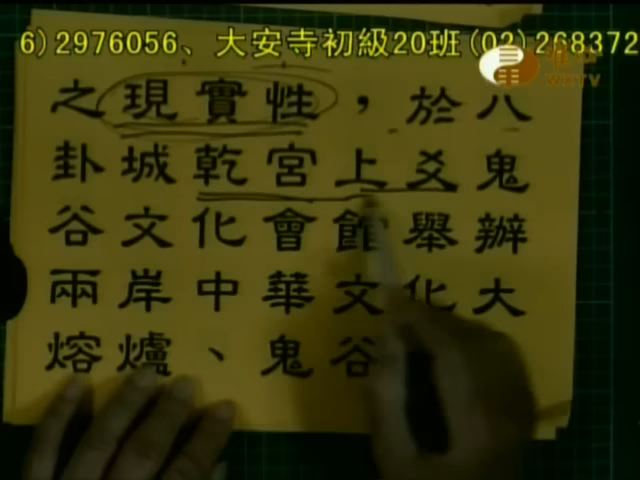 6)2976056、大安寺初級20班(02)268372
之現實性，於八
卦城乾宮上爻鬼
谷文化會館舉辦
兩岸中華文化大
熔爐、鬼谷